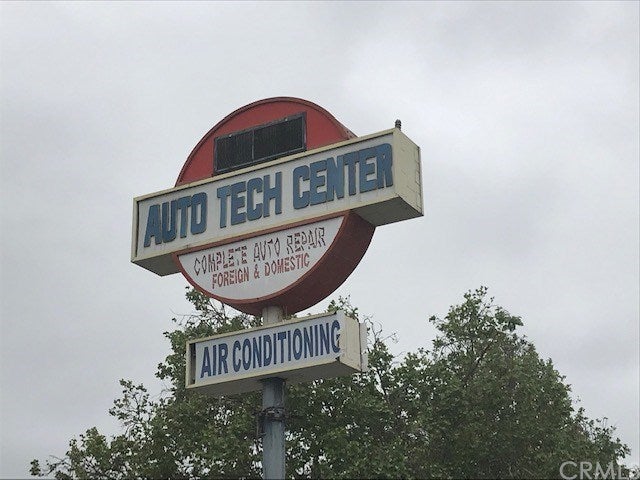 AUTO TECH CENTER
COMPLETE AUTO REPAIR
FOREIGN & DOMESTIC
AIR CONDITIONING
CRMLS